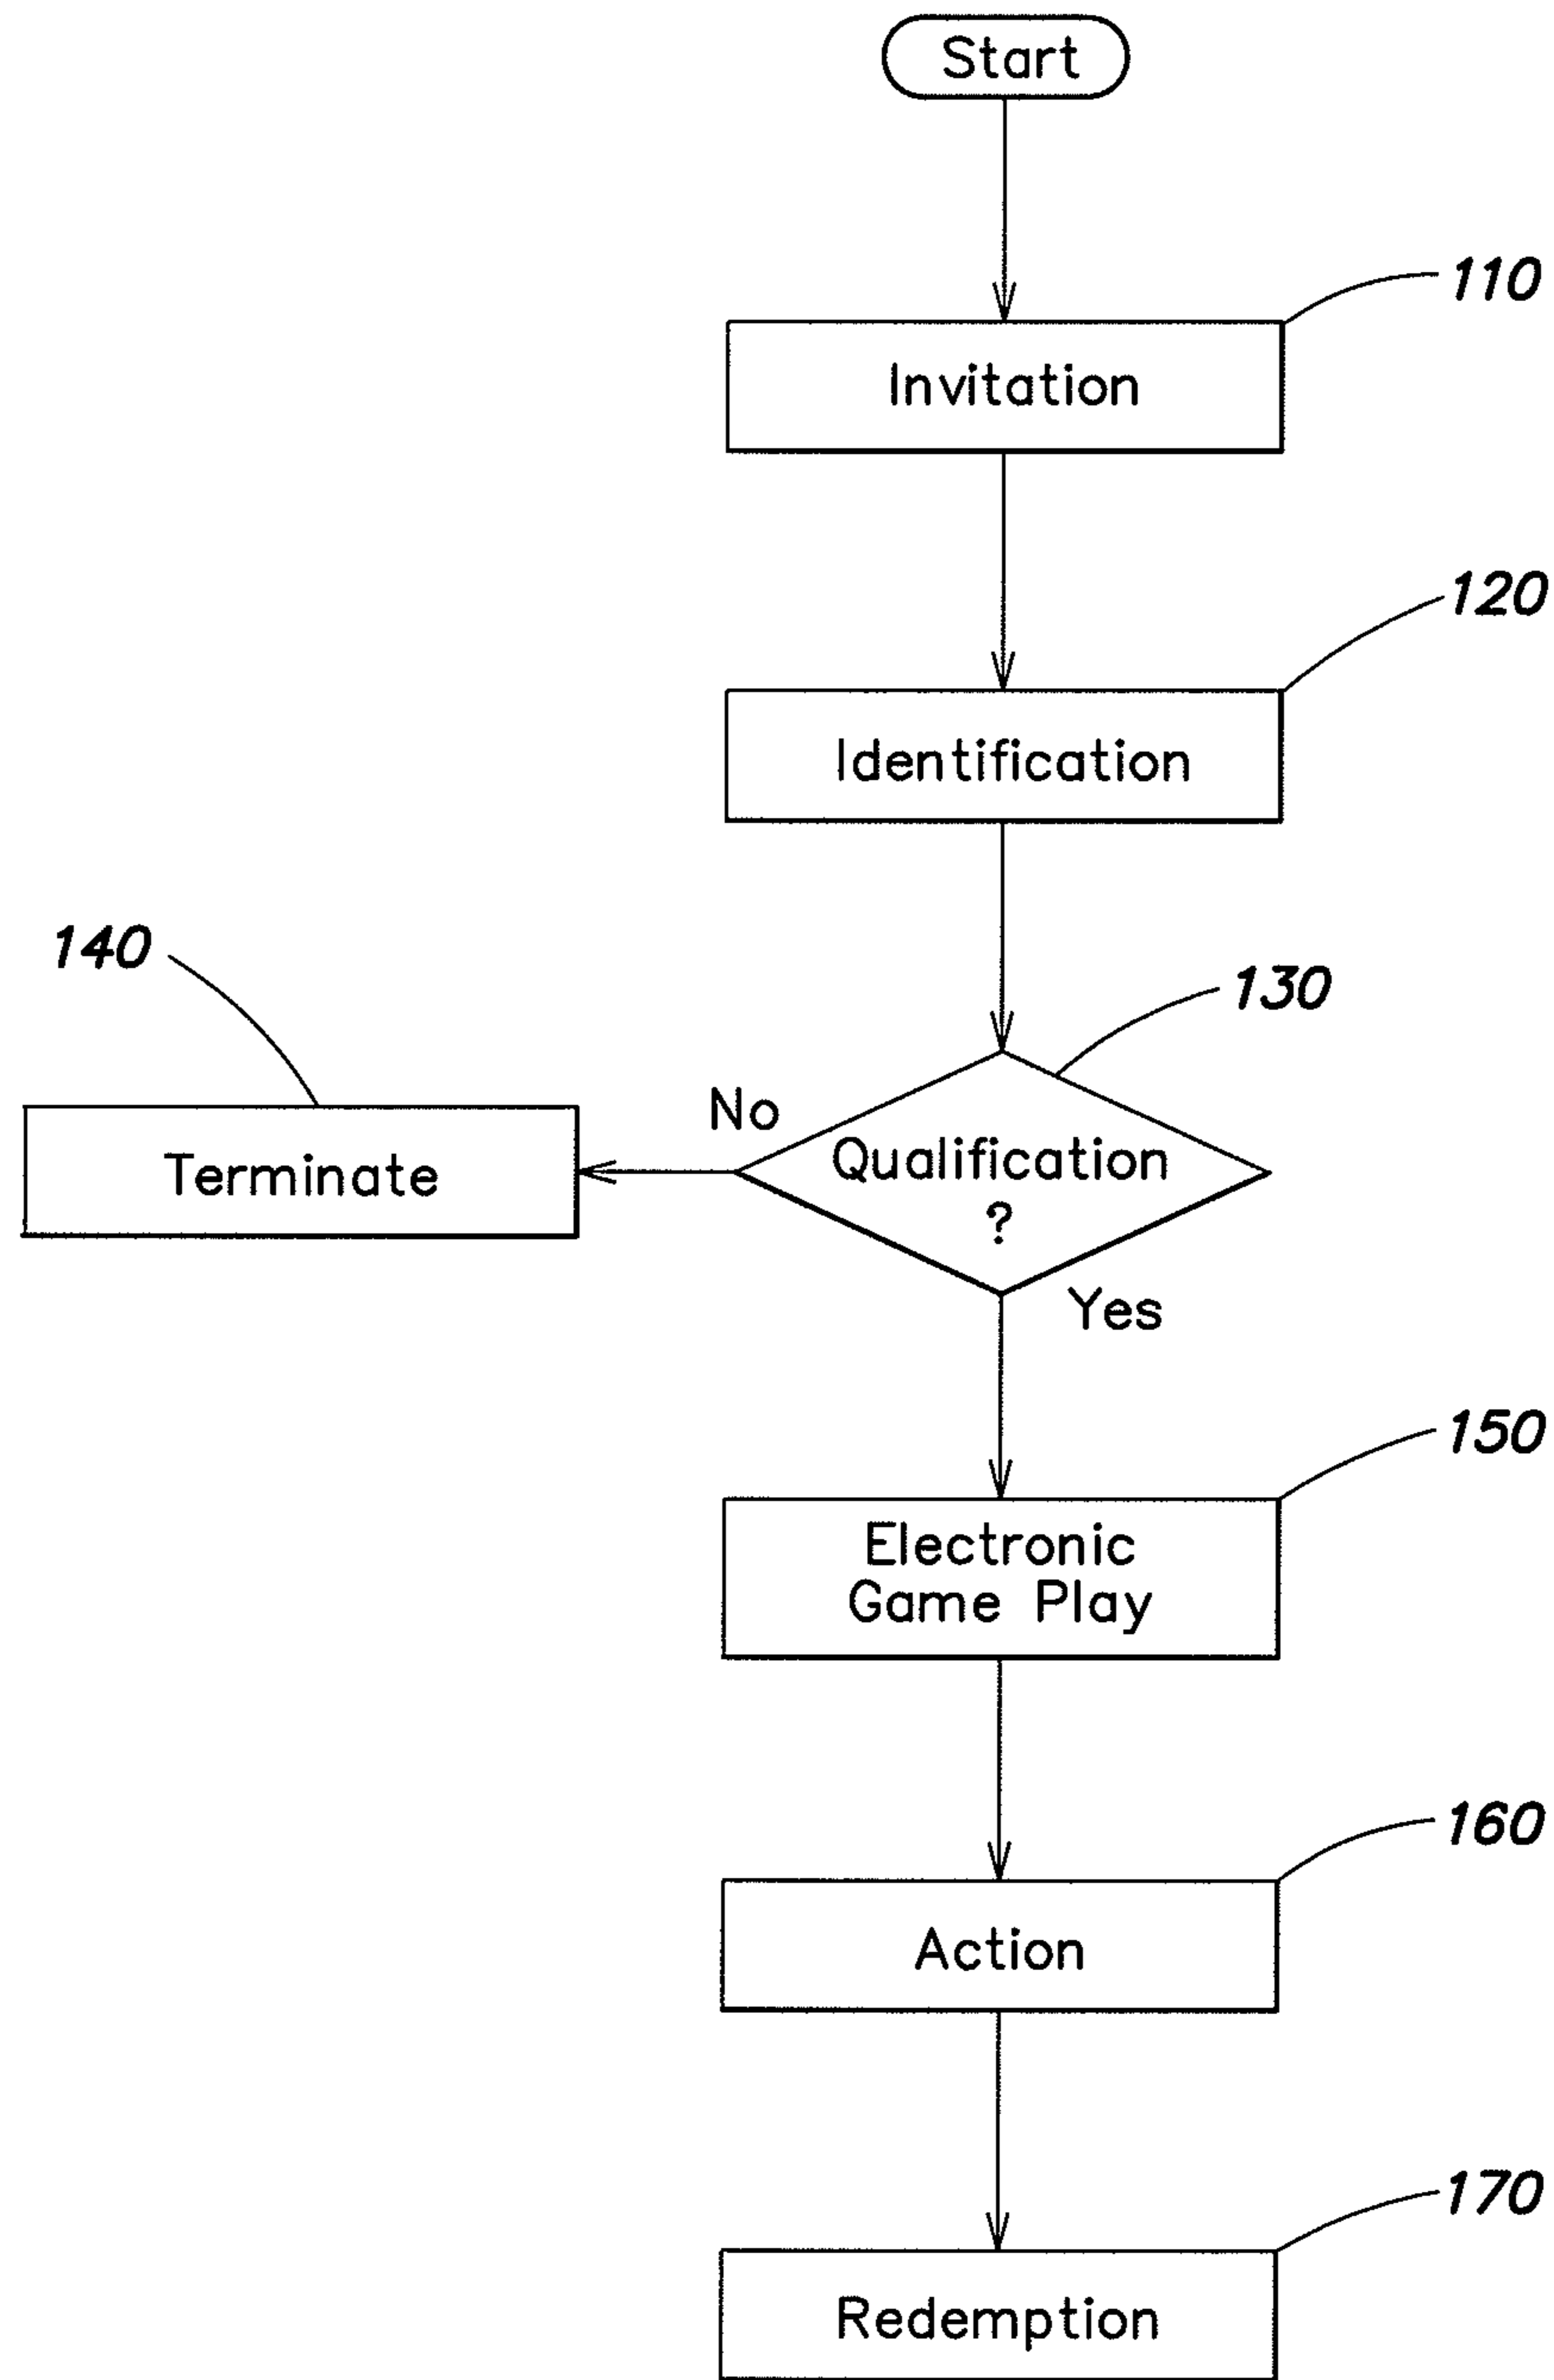 Start
110
Invitation
120
Identification
140
130
No
Qualification
?
Terminate
Yes
150
Electronic
Game Play
160
Action
170
Redemption